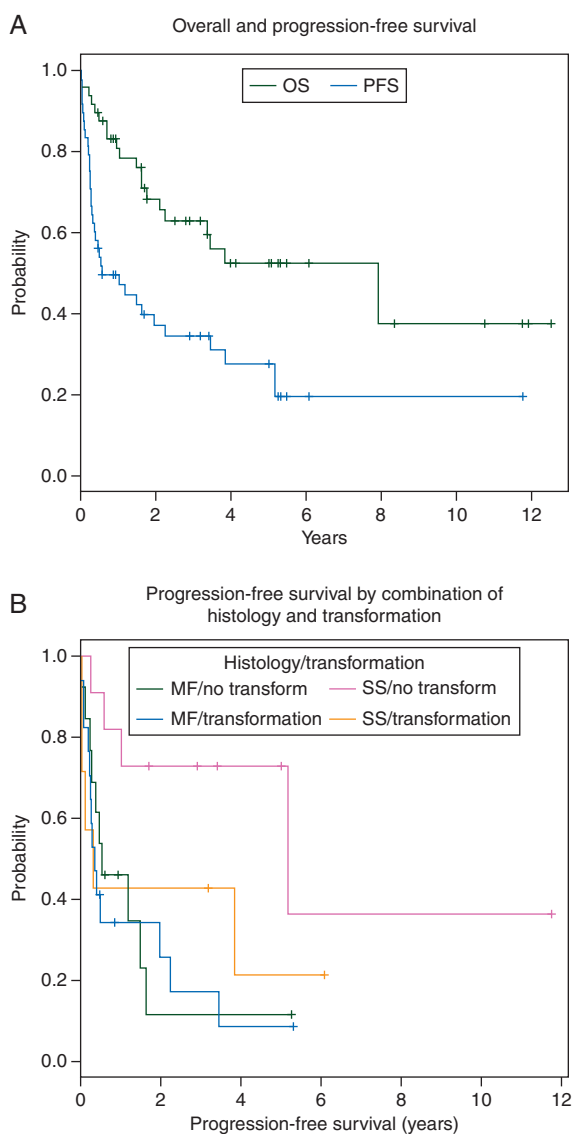 A
Overall and progression-free survival
OS PFS
1.0
0.8
0.6
0.4
0.2
0.0
Probability
0 2 4 6 8 10 12
Years
B
Progression-free survival by combination of
histology and transformation
Histology/transformation
MF/no transform SS/no transform
MF/transformation SS/transformation
1.0
0.8
0.6
0.4
0.2
0.0
Probability
0 2 4 6 8 10 12
Progression-free survival (years)